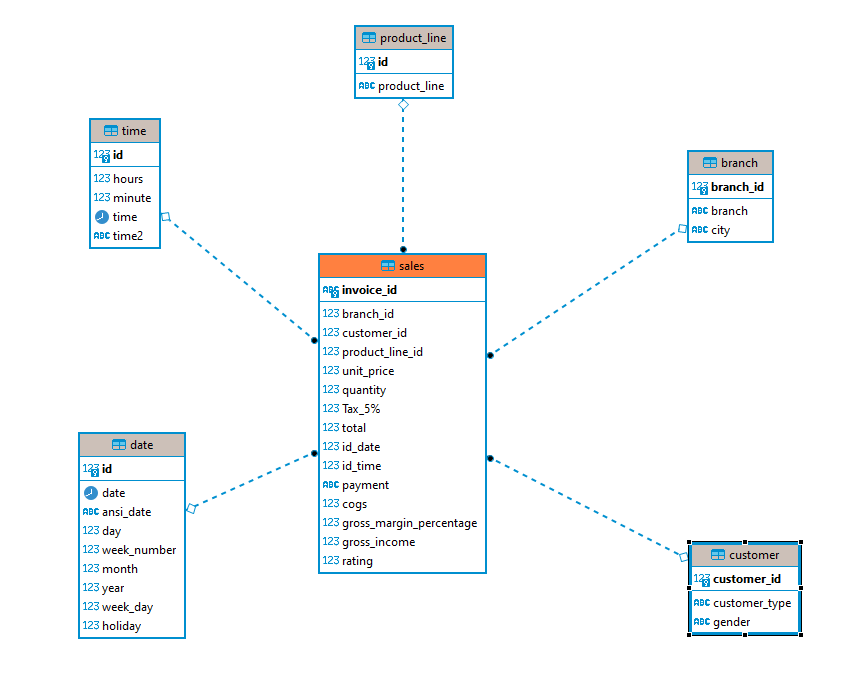 product_line
123 id
ABC product_line
time
123 id
123 hours
123 minute
time
ABC time2
branch
123 branch_id
ABC branch
ABC city
sales
ABC invoice_id
123 branch_id
123 customer_id
123 product_line_id
123 unit_price
123 quantity
123 Tax_5%
123 total
123 id_date
123 id_time
ABC payment
123 cogs
123 gross_margin_percentage
123 gross_income
123 rating
date
123 id
date
ABC ansi_date
123 day
123 week_number
123 month
123 year
123 week_day
123 holiday
customer
123 customer_id
ABC customer_type
ABC gender